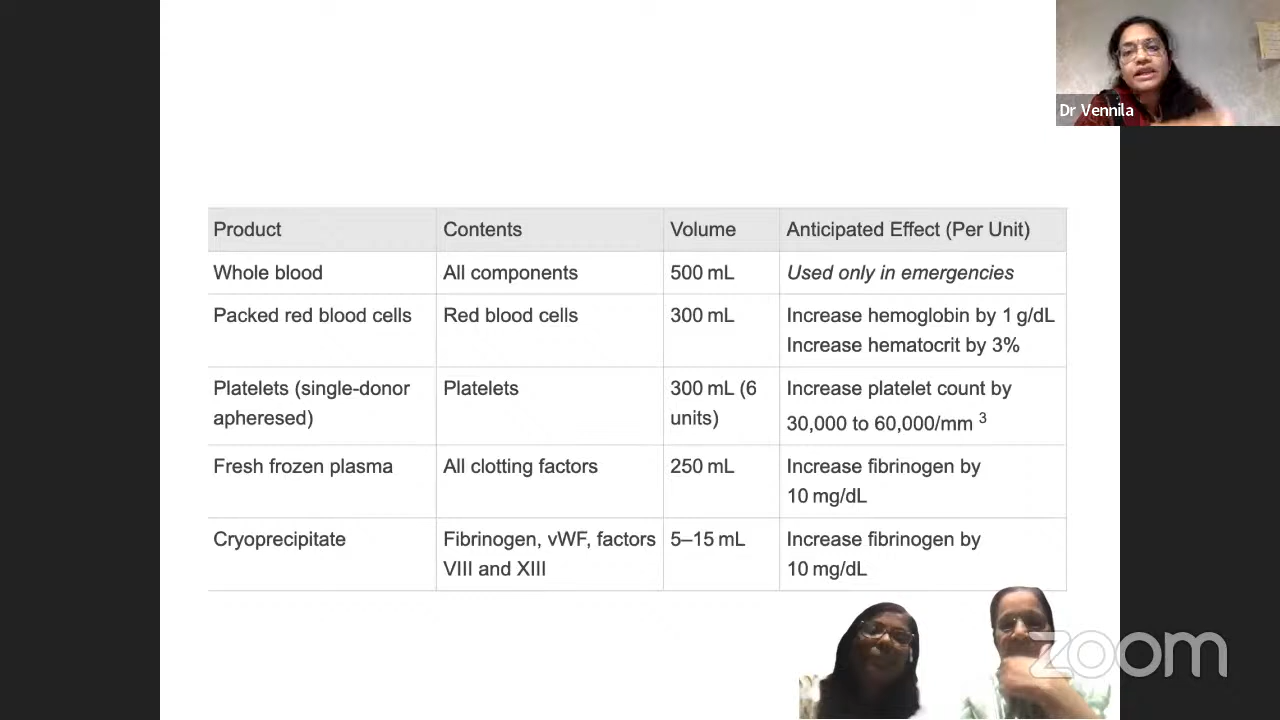 Dr Vennila
Product Contents Volume Anticipated Effect (Per Unit)
Whole blood All components 500 mL Used only in emergencies
Packed red blood cells Red blood cells 300 mL Increase hemoglobin by 1 g/dL
Increase hematocrit by 3%
Platelets (single-donor Platelets 300 mL (6 Increase platelet count by
apheresed) units) 30,000 to 60,000/mm 3
Fresh frozen plasma All clotting factors 250 mL Increase fibrinogen by
10 mg/dL
Cryoprecipitate Fibrinogen, vWF, factors 5–15 mL Increase fibrinogen by
VIII and XIII 10 mg/dL
zoom